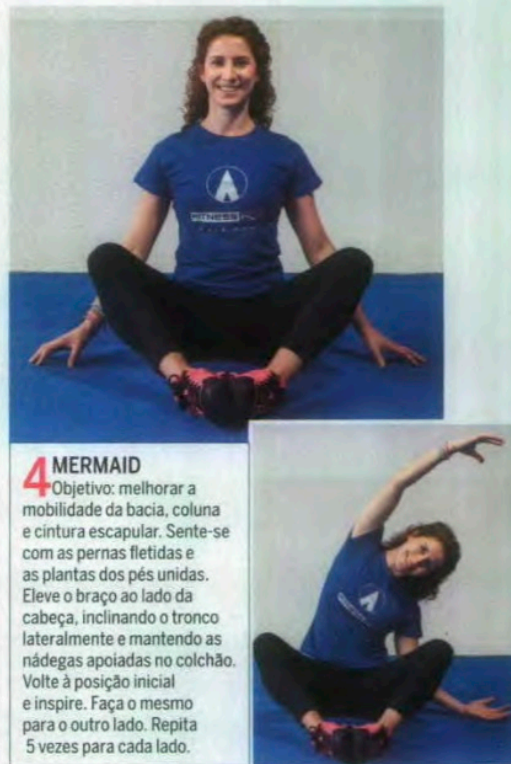 4 MERMAID
Objetivo: melhorar a
mobilidade da bacia, coluna
e cintura escapular. Sente-se
com as pernas fletidas e
as plantas dos pés unidas.
Eleve o braço ao lado da
cabeça, inclinando o tronco
lateralmente e mantendo as
nádegas apoiadas no colchão.
Volte à posição inicial
e inspire. Faça o mesmo
para o outro lado. Repita
5 vezes para cada lado.